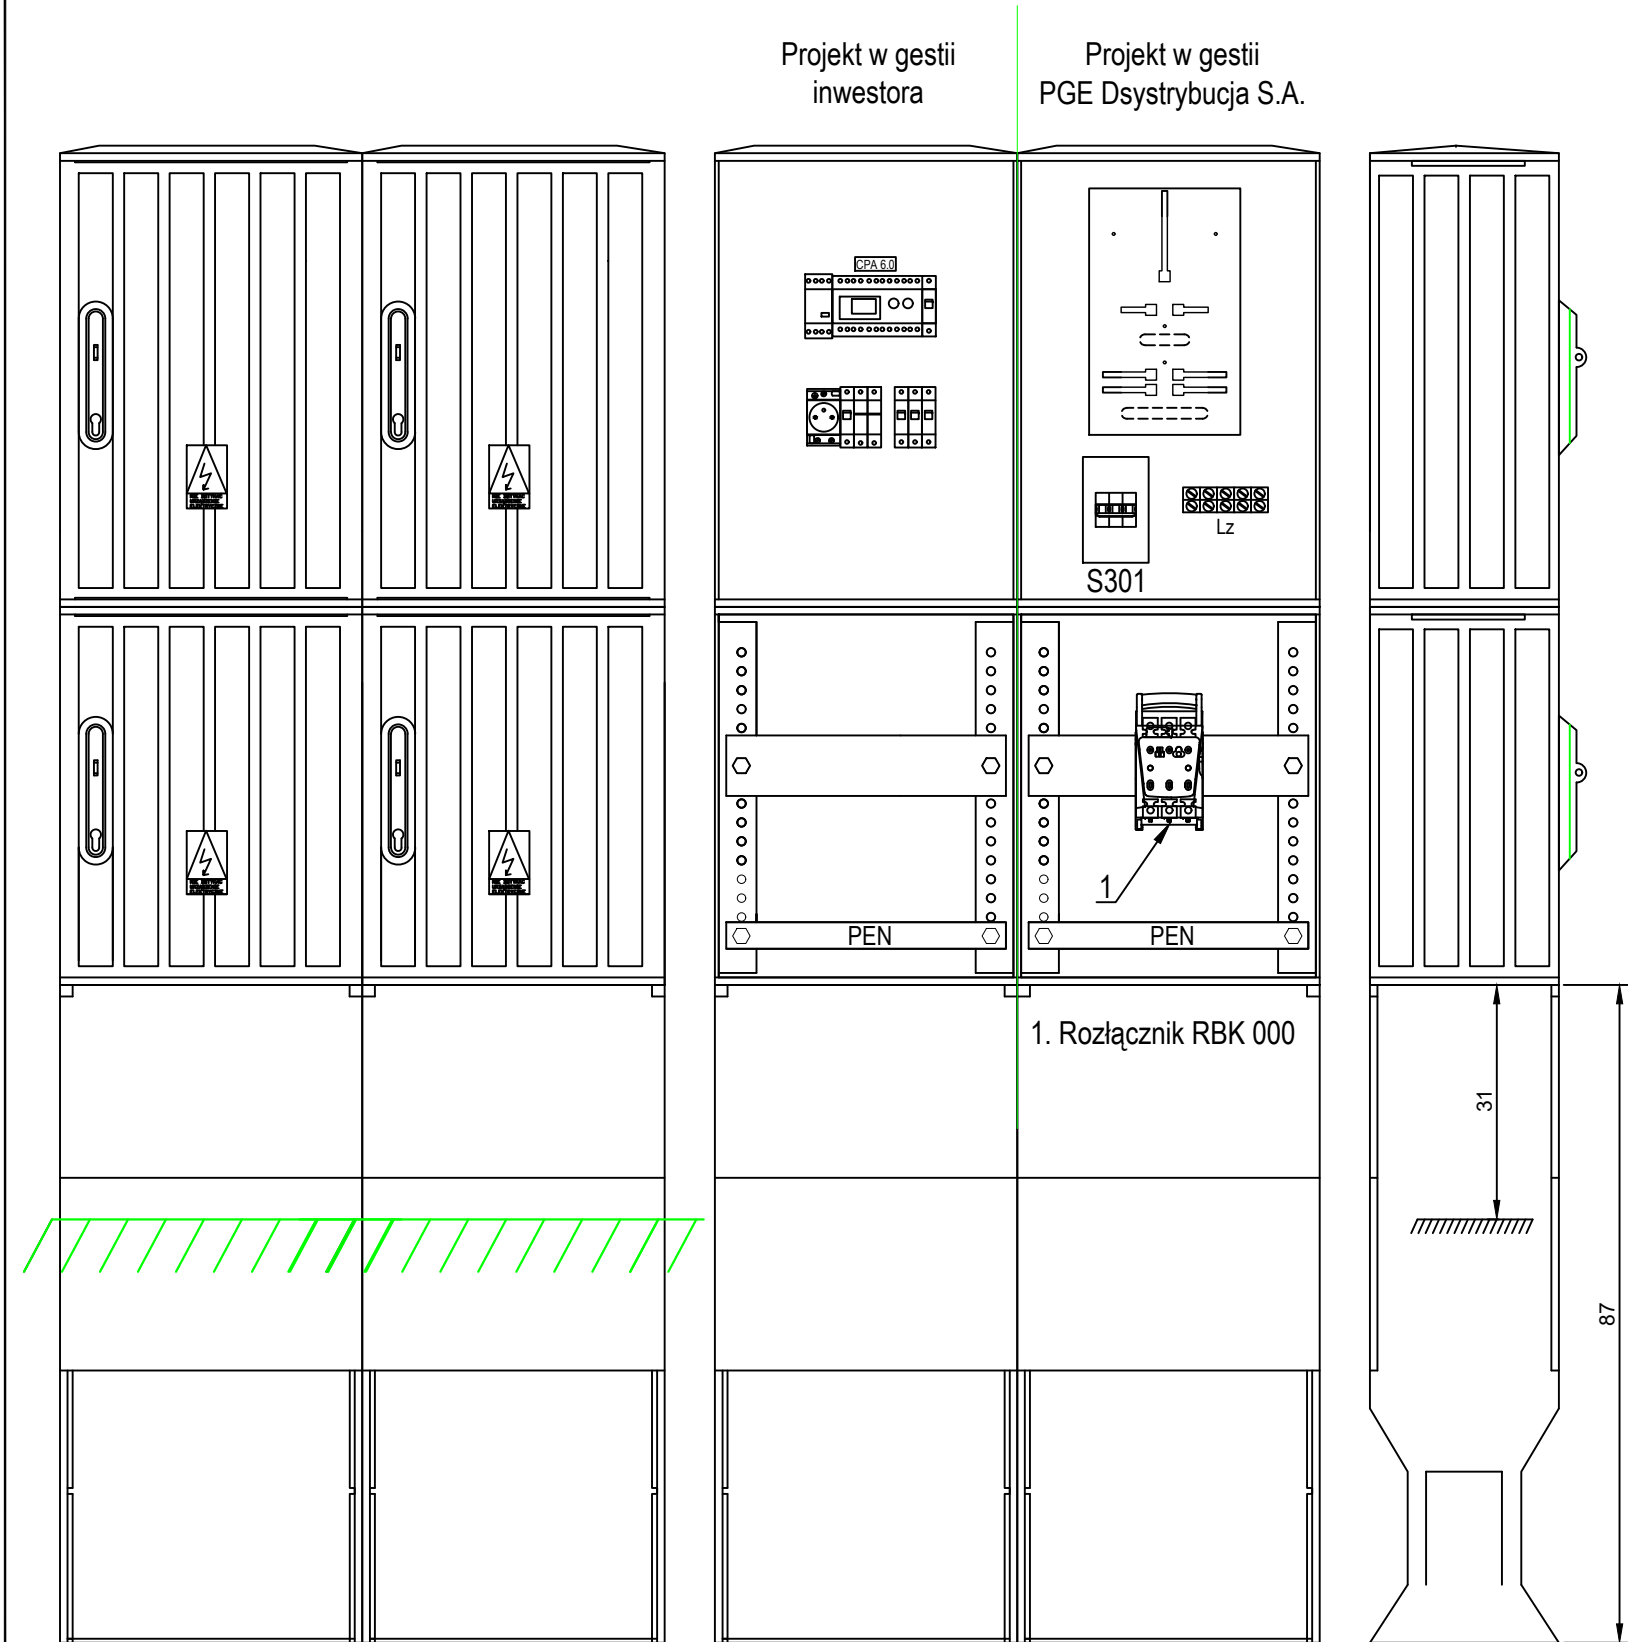 Projekt w gestii
inwestora
Projekt w gestii
PGE Dsystrybucja S.A.
CPA 6.0
Lz
S301
1
PEN
PEN
1. Rozłącznik RBK 000
31
87